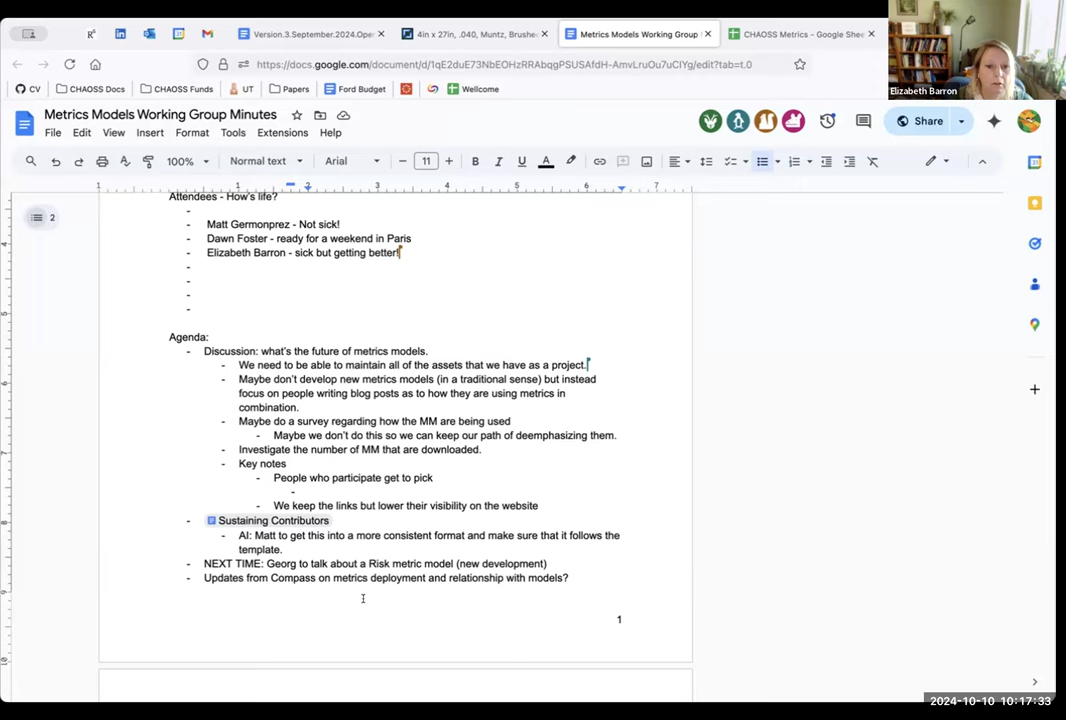 Version.3.September.2024.Oper
4in x 27in, .040, Muntz, Brushe
Metrics Models Working Group
CHAOSS Metrics - Google Shee
https://docs.google.com/document/d/1qE2duE73NbEOHzRRAbqgPSUSAfdH-AmvLruOu7uCIYg/edit?tab=t.0
CV
CHAOSS Docs
CHAOSS Funds
UT
Papers
Ford Budget
Wellcome
Elizabeth Barron
Metrics Models Working Group Minutes
File Edit View Insert Format Tools Extensions Help
Share
100% Normal text Arial 11
1 1 2 3 4 5 6 7
2
Attendees - How's life?
-
- Matt Germonprez - Not sick!
- Dawn Foster - ready for a weekend in Paris
- Elizabeth Barron - sick but getting better!
-
-
-
-
Agenda:
- Discussion: what's the future of metrics models.
- We need to be able to maintain all of the assets that we have as a project.
- Maybe don't develop new metrics models (in a traditional sense) but instead
focus on people writing blog posts as to how they are using metrics in
combination.
- Maybe do a survey regarding how the MM are being used
- Maybe we don't do this so we can keep our path of deemphasizing them.
- Investigate the number of MM that are downloaded.
- Key notes
- People who participate get to pick
-
- We keep the links but lower their visibility on the website
- Sustaining Contributors
- AI: Matt to get this into a more consistent format and make sure that it follows the
template.
- NEXT TIME: Georg to talk about a Risk metric model (new development)
- Updates from Compass on metrics deployment and relationship with models?
1
2024-10-10 10:17:33